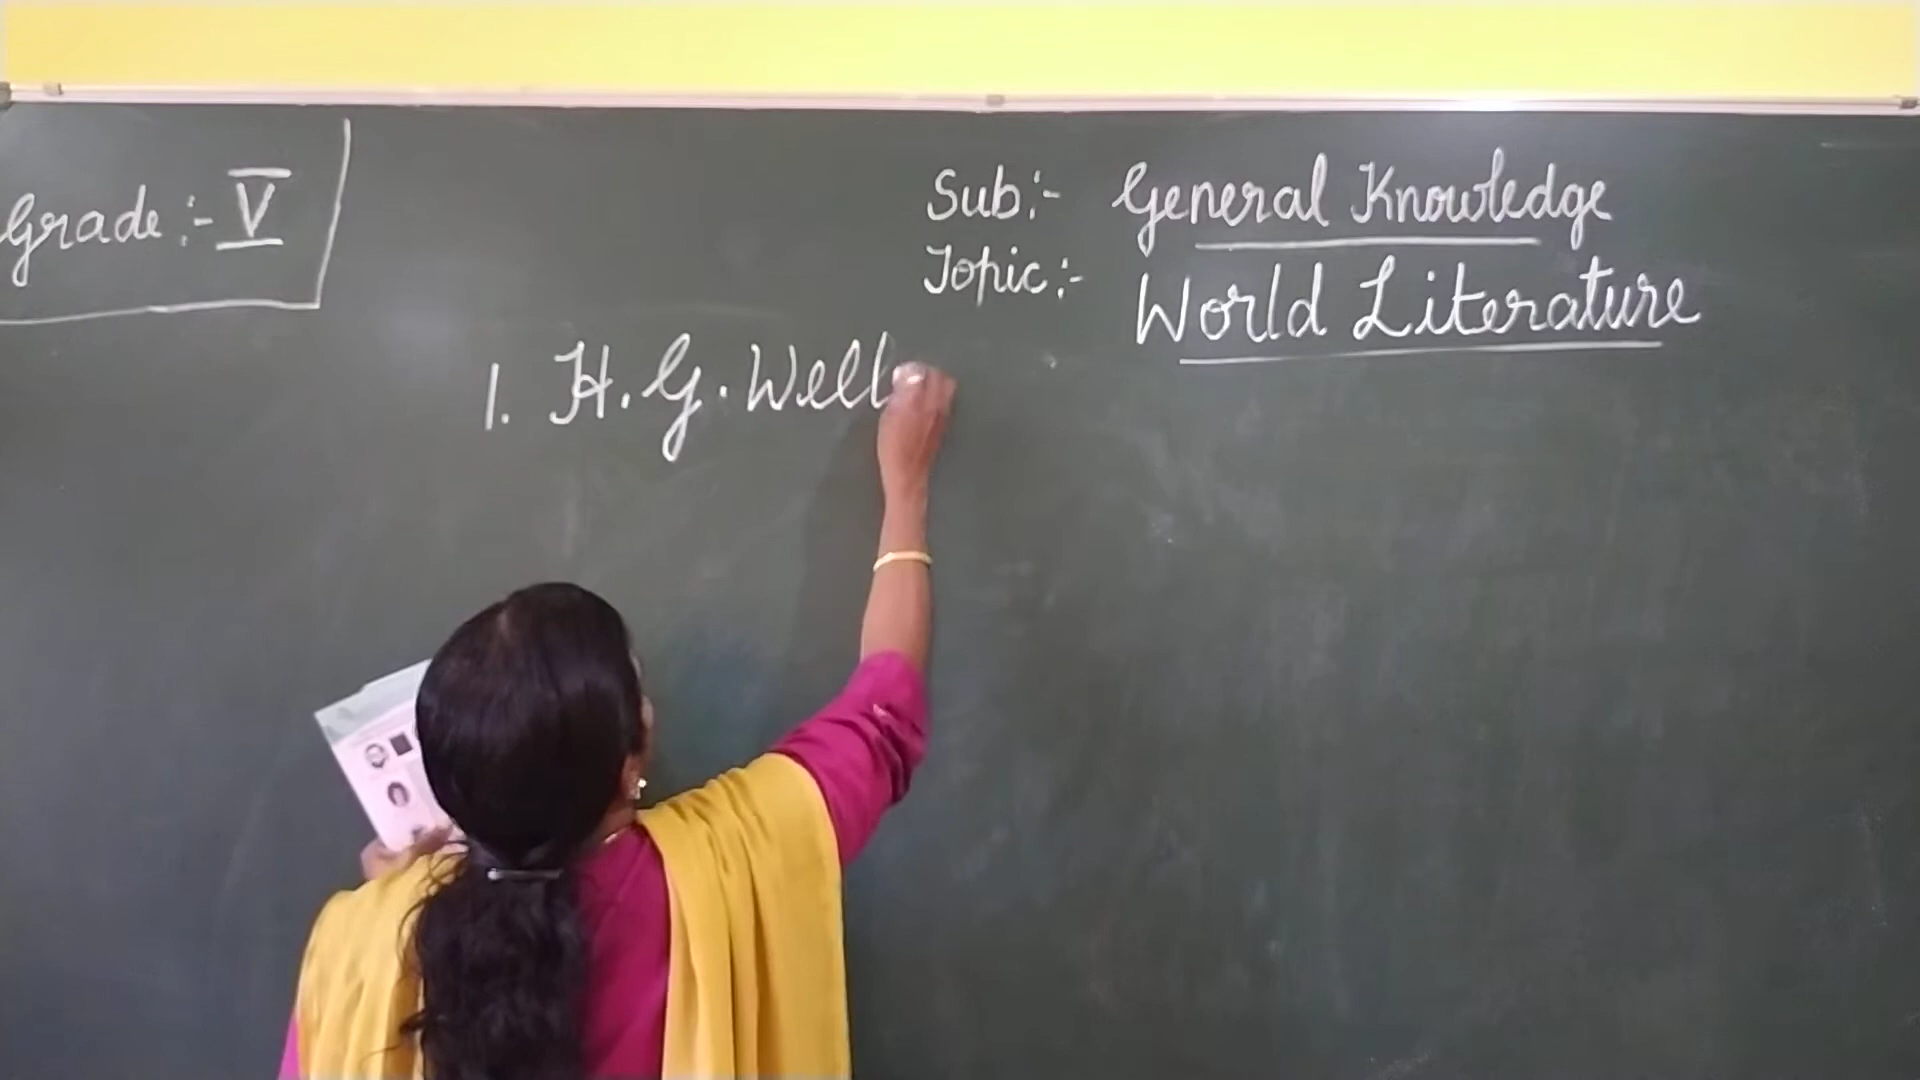 Grade :- V
Sub :- General Knowledge
Topic :- World Literature
1. H. G. Well